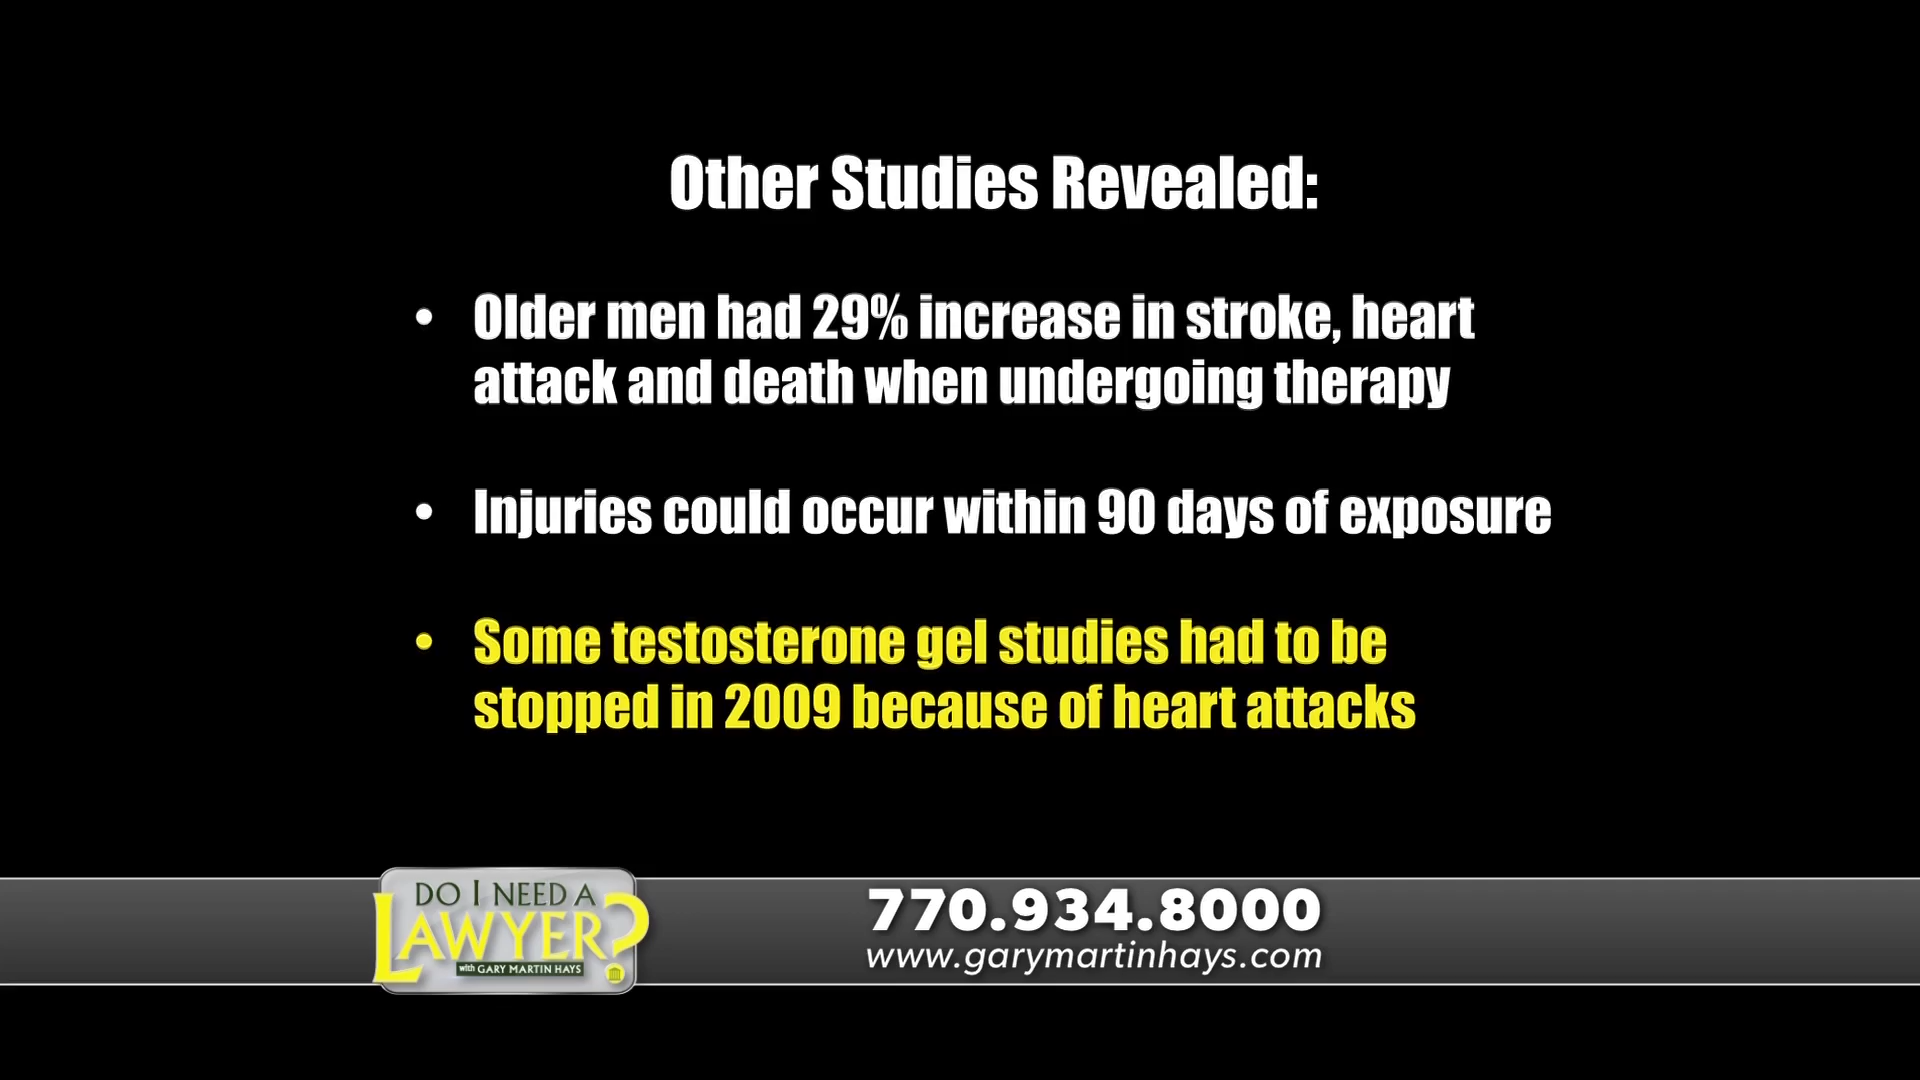 Other Studies Revealed:
• Older men had 29% increase in stroke, heart
attack and death when undergoing therapy
• Injuries could occur within 90 days of exposure
• Some testosterone gel studies had to be
stopped in 2009 because of heart attacks
DO I NEED A
LAWYER?
with GARY MARTIN HAYS
770.934.8000
www.garymartinhays.com